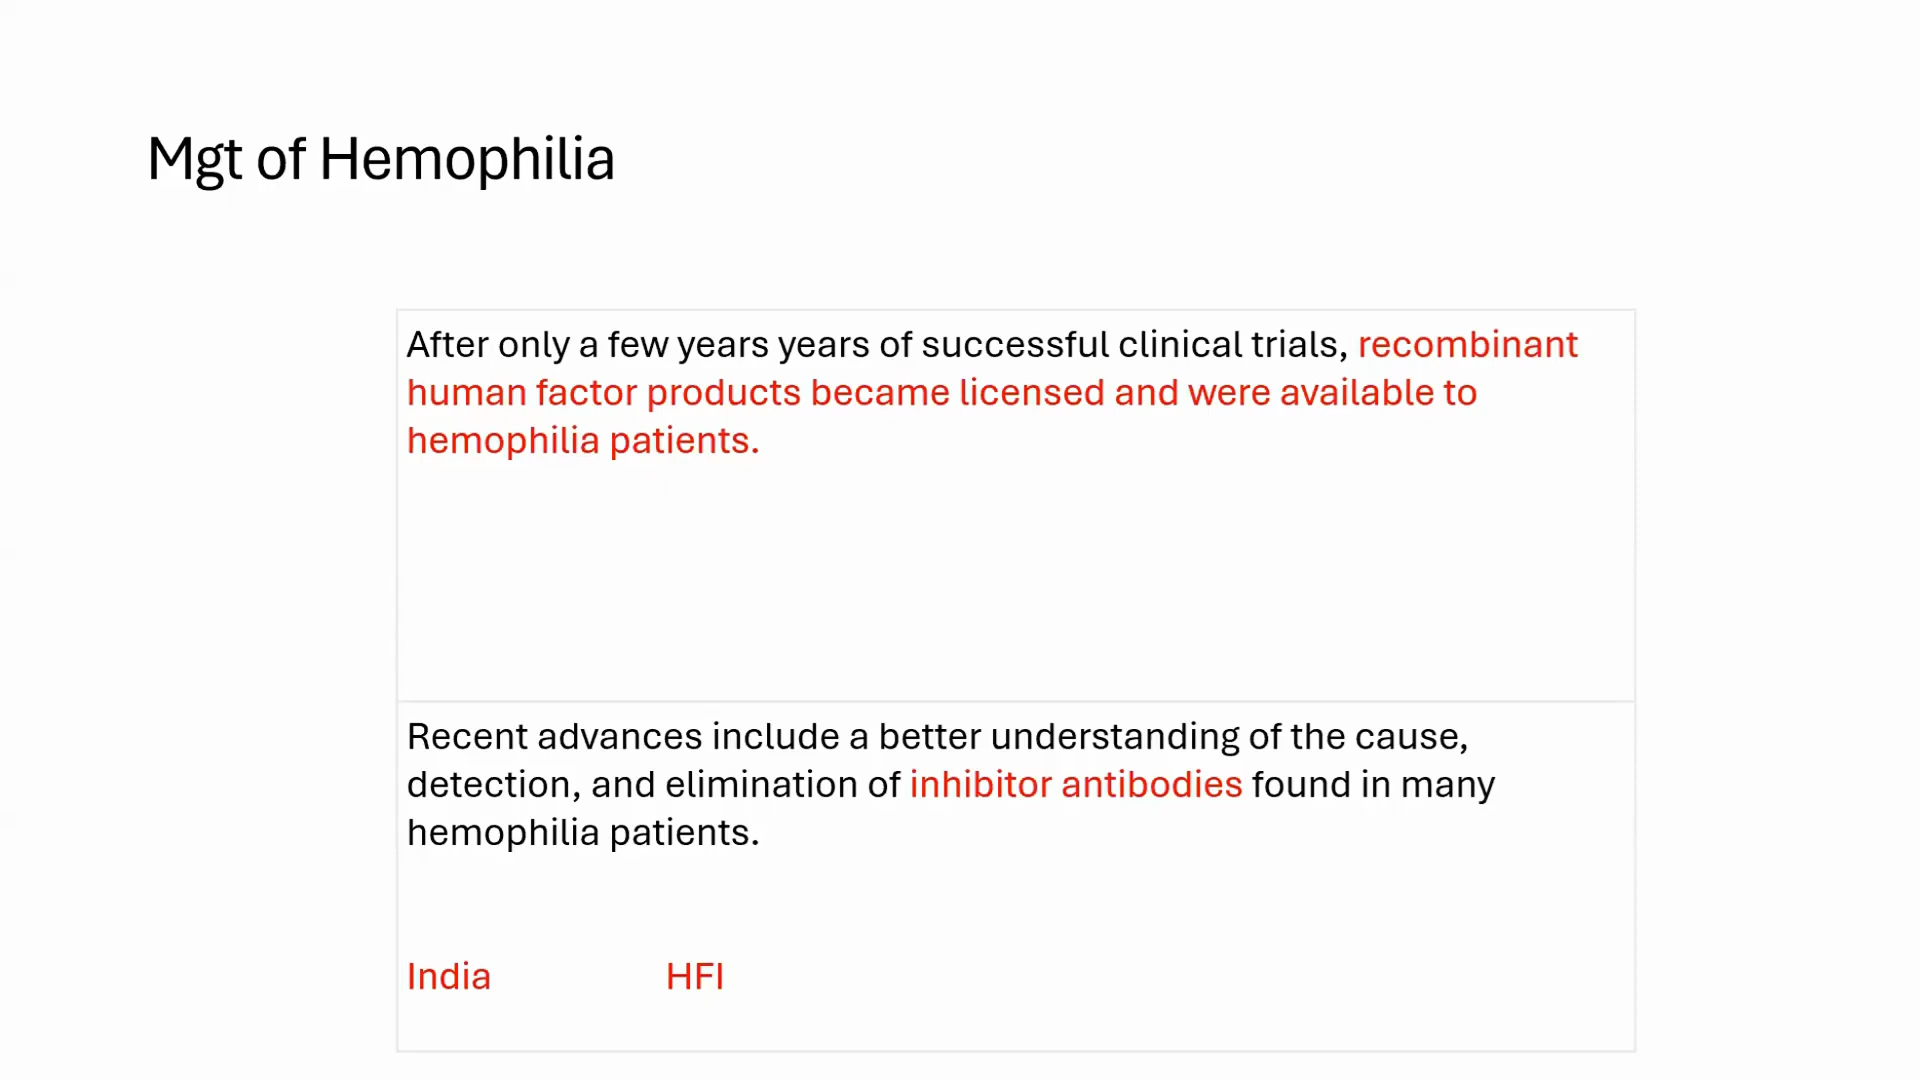 Mgt of Hemophilia
After only a few years years of successful clinical trials, recombinant
human factor products became licensed and were available to
hemophilia patients.
Recent advances include a better understanding of the cause,
detection, and elimination of inhibitor antibodies found in many
hemophilia patients.
India HFI